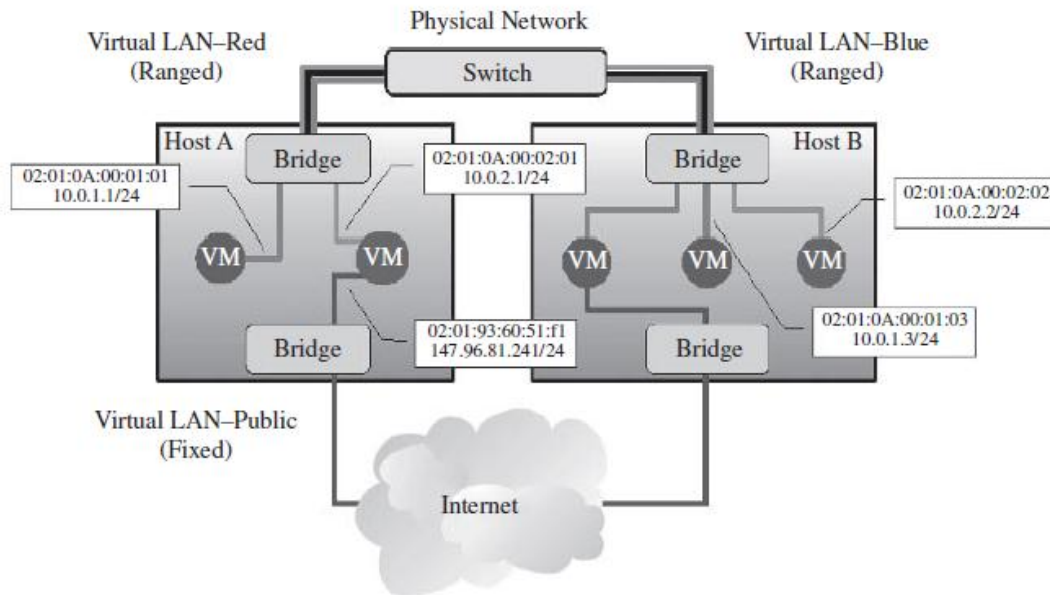 Physical Network
Virtual LAN–Red
(Ranged)
Virtual LAN–Blue
(Ranged)
Switch
Host A
Bridge
02:01:0A:00:01:01
10.0.1.1/24
02:01:0A:00:02:01
10.0.2.1/24
VM
VM
02:01:93:60:51:f1
147.96.81.241/24
Bridge
Host B
Bridge
02:01:0A:00:02:02
10.0.2.2/24
VM
VM
VM
02:01:0A:00:01:03
10.0.1.3/24
Bridge
Virtual LAN–Public
(Fixed)
Internet